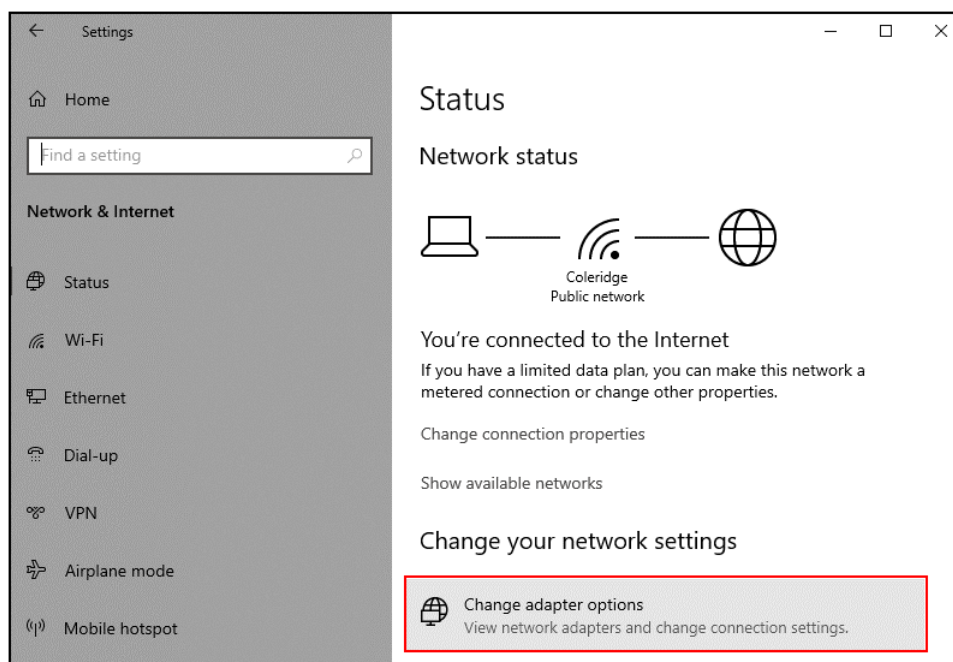 Settings
Home
Find a setting
Network & Internet
Status
Wi-Fi
Ethernet
Dial-up
VPN
Airplane mode
Mobile hotspot
Status
Network status
Coleridge
Public network
You're connected to the Internet
If you have a limited data plan, you can make this network a
metered connection or change other properties.
Change connection properties
Show available networks
Change your network settings
Change adapter options
View network adapters and change connection settings.